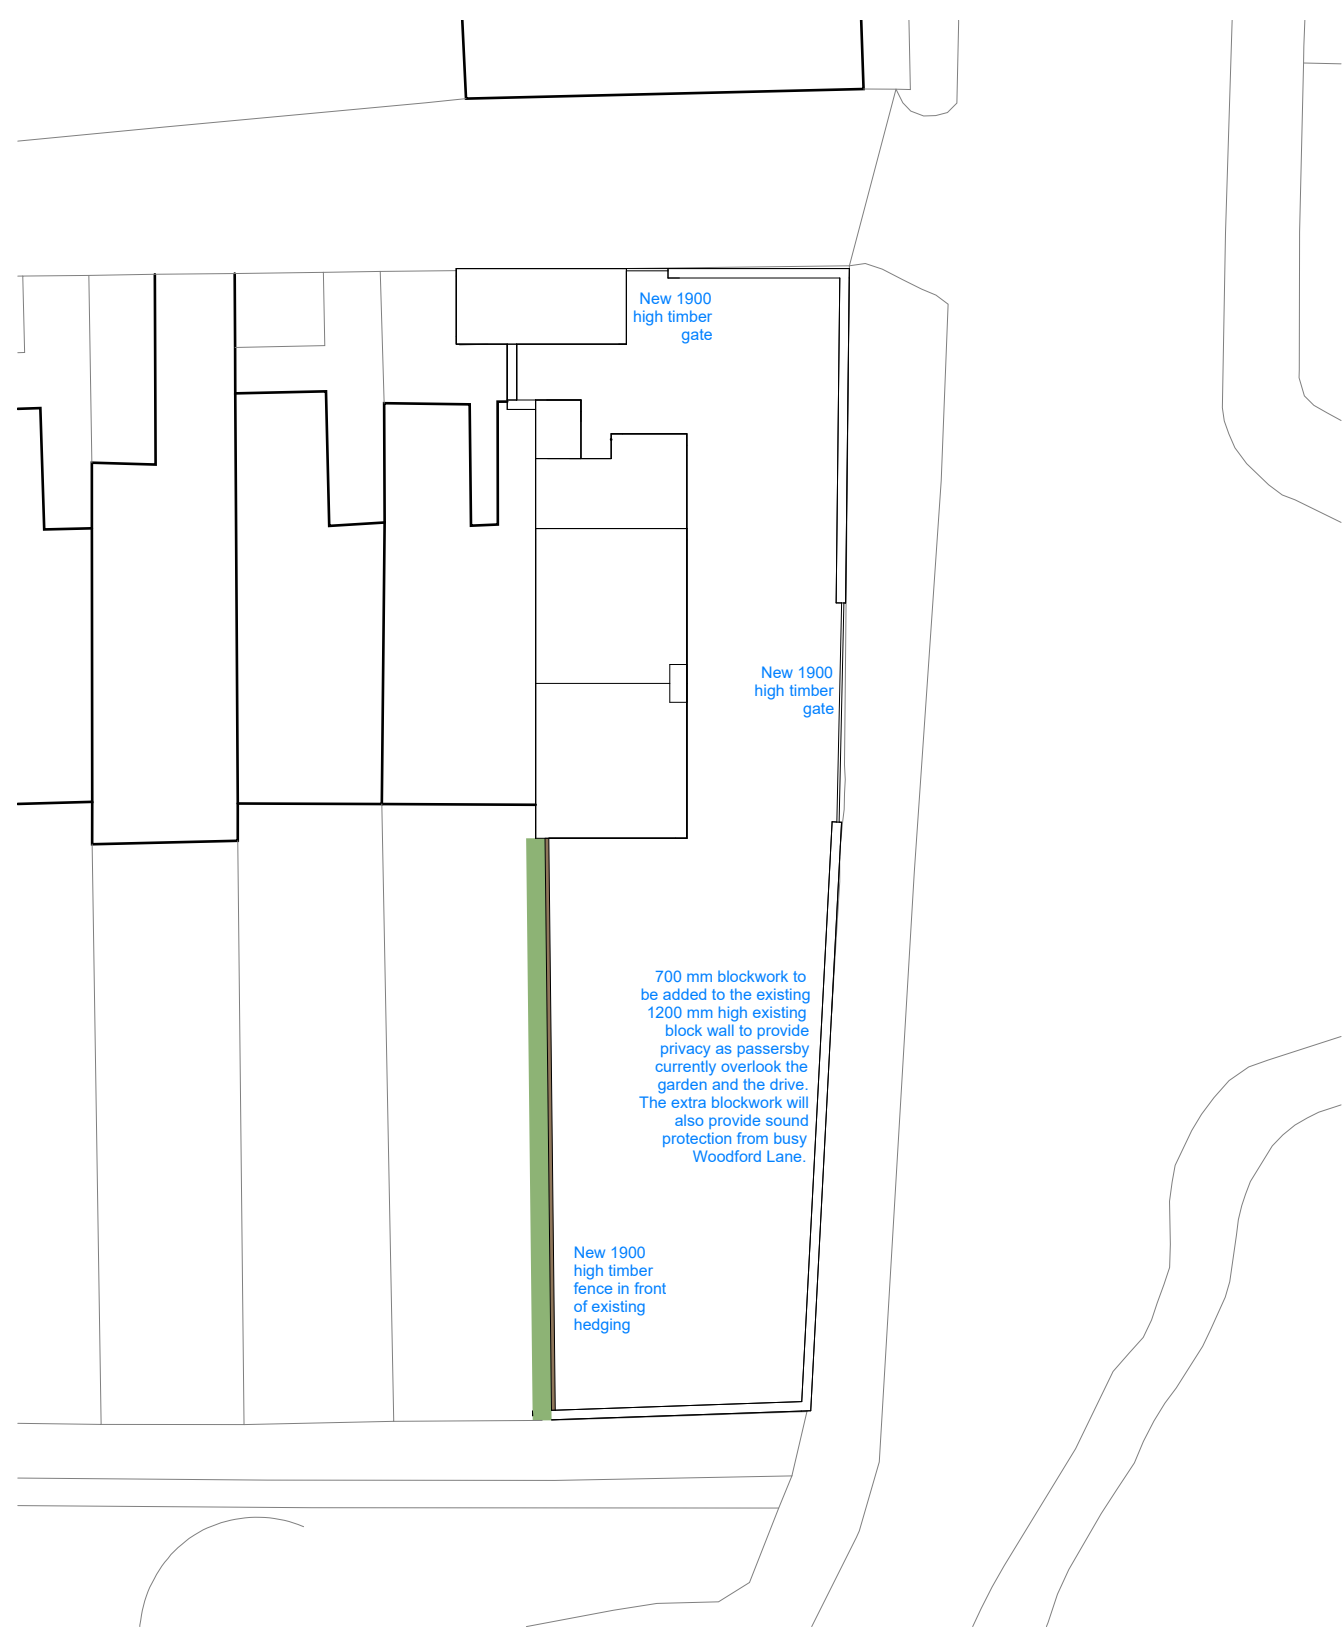 New 1900
high timber
gate
New 1900
high timber
gate
700 mm blockwork to
be added to the existing
1200 mm high existing
block wall to provide
privacy as passersby
currently overlook the
garden and the drive.
The extra blockwork will
also provide sound
protection from busy
Woodford Lane.
New 1900
high timber
fence in front
of existing
hedging